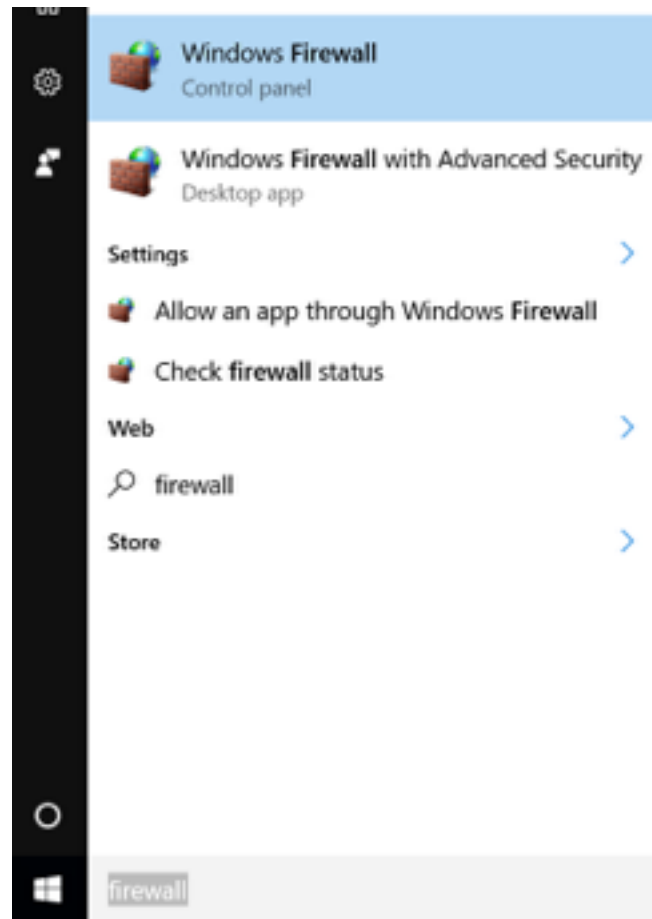 Windows Firewall
Control panel
Windows Firewall with Advanced Security
Desktop app
Settings
Allow an app through Windows Firewall
Check firewall status
Web
firewall
Store
firewall